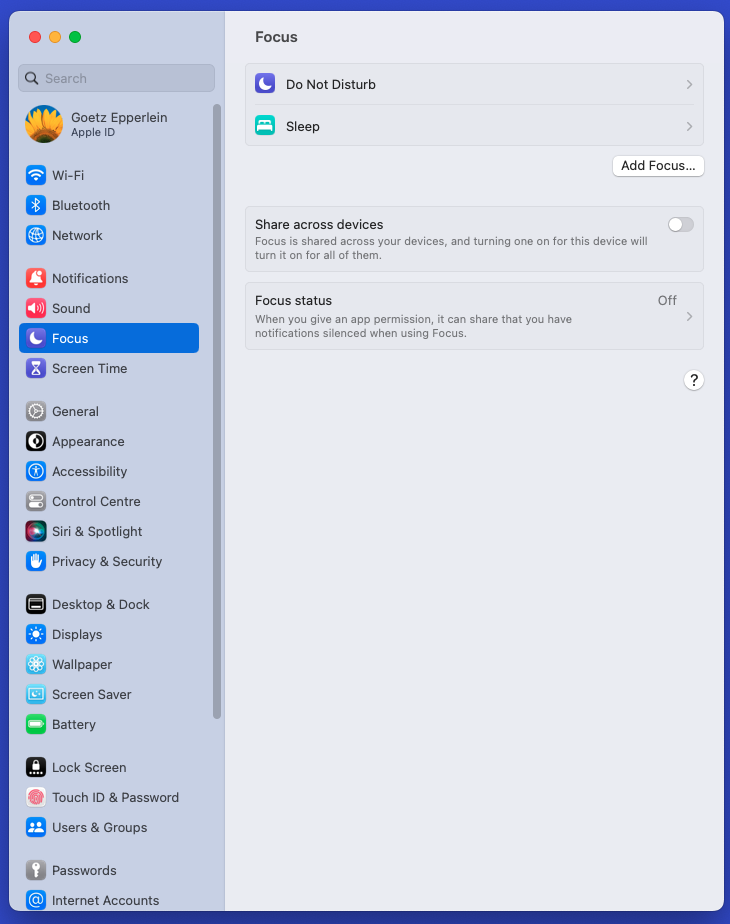 Search
Goetz Epperlein
Apple ID
Wi-Fi
Bluetooth
Network
Notifications
Sound
Focus
Screen Time
General
Appearance
Accessibility
Control Centre
Siri & Spotlight
Privacy & Security
Desktop & Dock
Displays
Wallpaper
Screen Saver
Battery
Lock Screen
Touch ID & Password
Users & Groups
Passwords
Internet Accounts
Focus
Do Not Disturb
Sleep
Add Focus...
Share across devices
Focus is shared across your devices, and turning one on for this device will
turn it on for all of them.
Focus status
Off
When you give an app permission, it can share that you have
notifications silenced when using Focus.
?